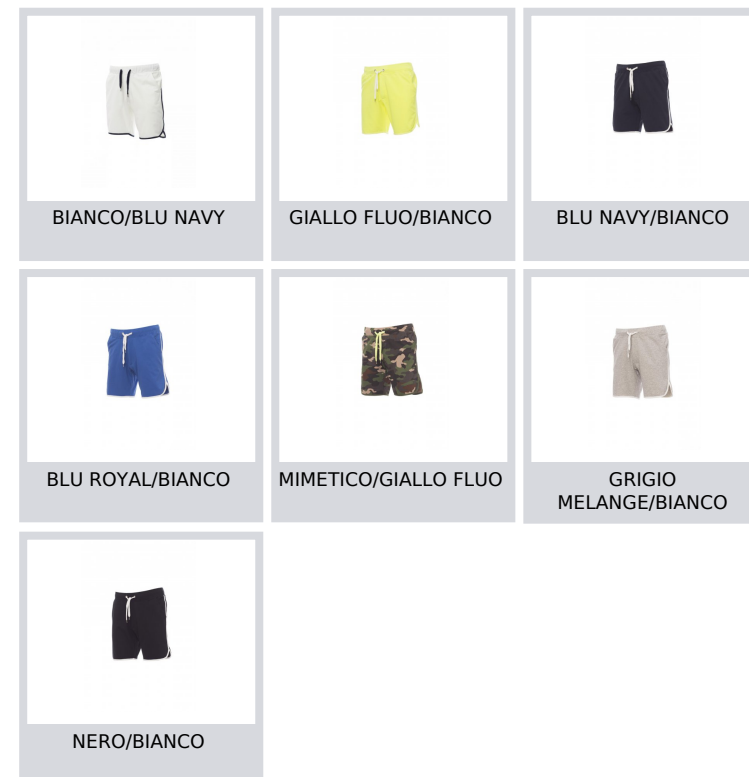 BIANCO/BLU NAVY
GIALLO FLUO/BIANCO
BLU NAVY/BIANCO
BLU ROYAL/BIANCO
MIMETICO/GIALLO FLUO
GRIGIO
MELANGE/BIANCO
NERO/BIANCO